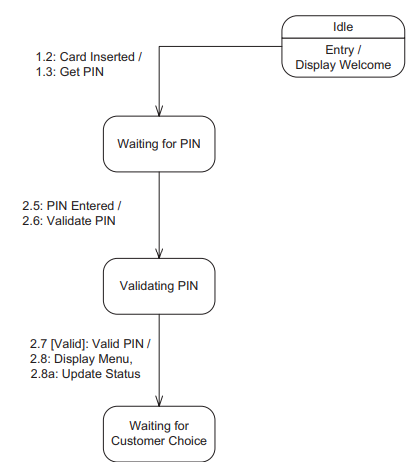 Idle
Entry /
Display Welcome
1.2: Card Inserted /
1.3: Get PIN
Waiting for PIN
2.5: PIN Entered /
2.6: Validate PIN
Validating PIN
2.7 [Valid]: Valid PIN /
2.8: Display Menu,
2.8a: Update Status
Waiting for
Customer Choice